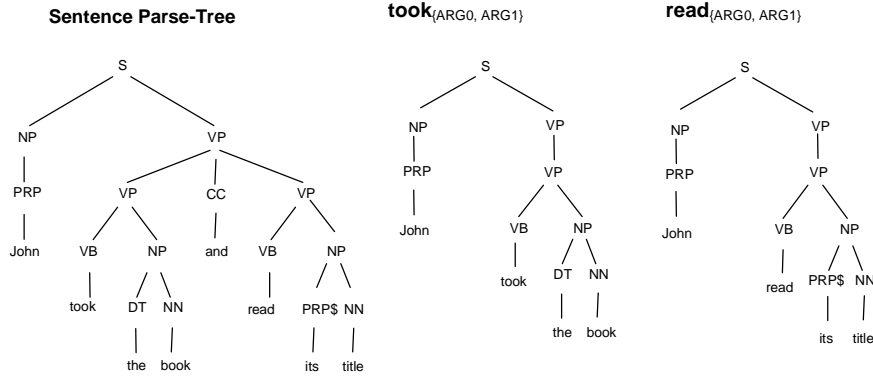 Sentence Parse-Tree took{ARG0, ARG1} read{ARG0, ARG1}
S S S
NP VP NP VP NP VP
PRP VP CC VP PRP VP PRP VP
John VB NP and VB NP John VB NP John VB NP
took DT NN read PRP$ NN took DT NN read PRP$ NN
the book its title the book its title